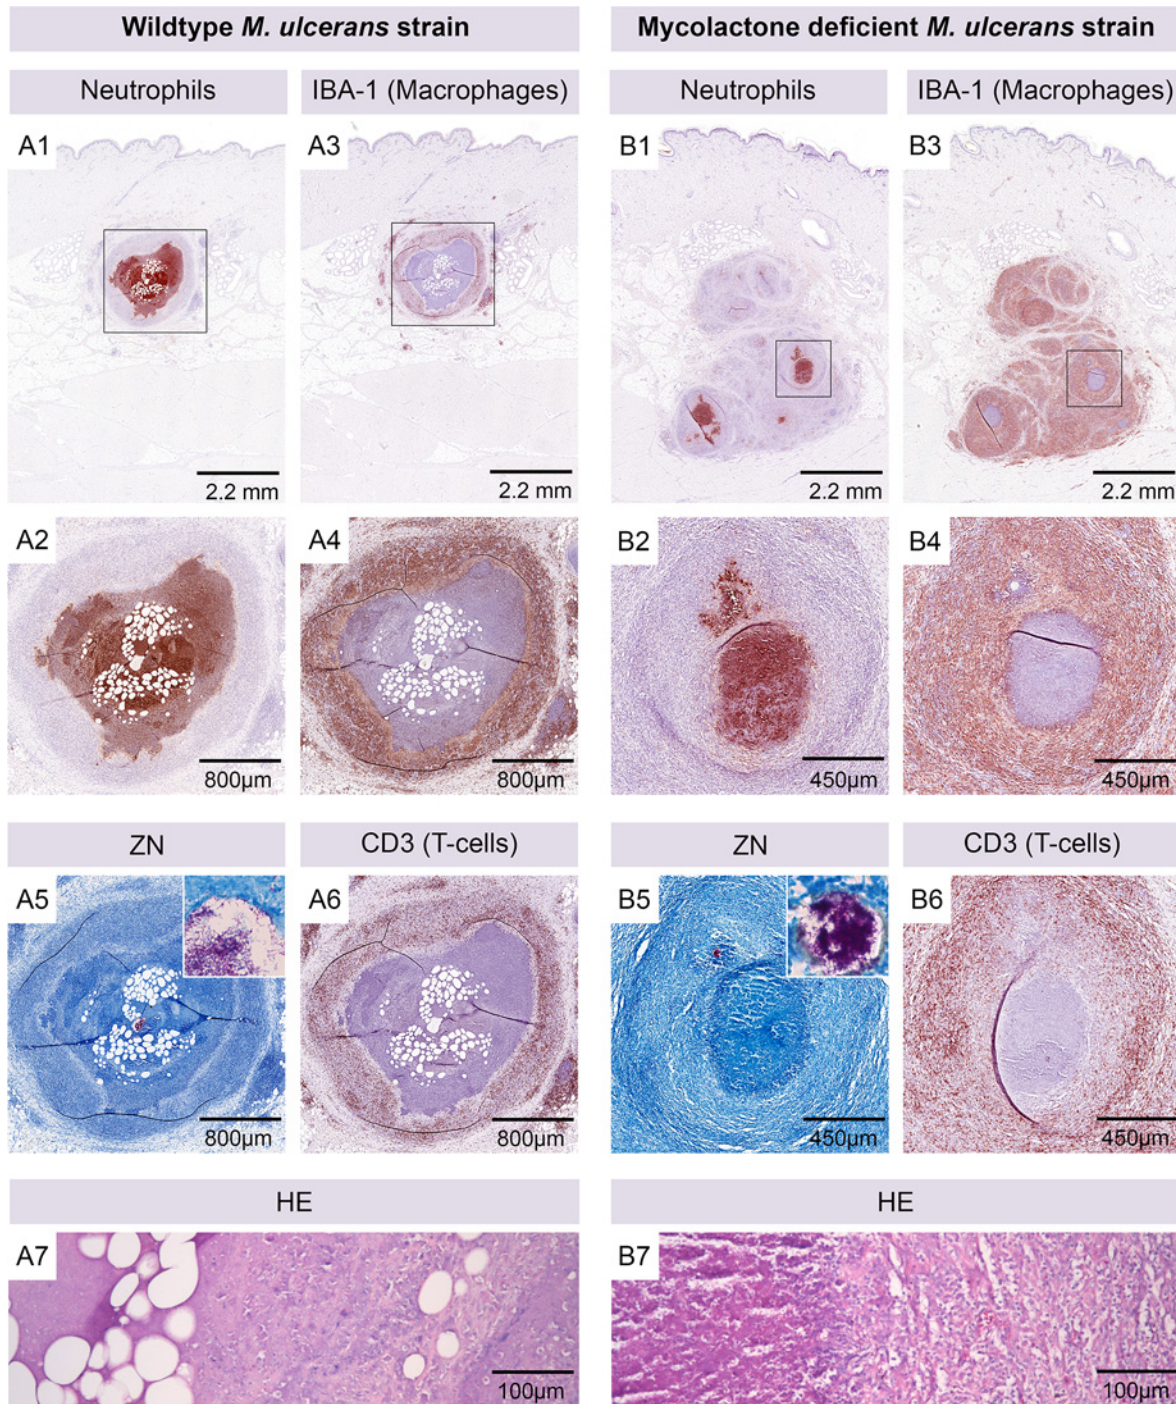 Wildtype M. ulcerans strain
Mycolactone deficient M. ulcerans strain
Neutrophils
IBA-1 (Macrophages)
Neutrophils
IBA-1 (Macrophages)
A1
A3
B1
B3
2.2 mm
2.2 mm
2.2 mm
2.2 mm
A2
A4
B2
B4
800µm
800µm
450µm
450µm
ZN
CD3 (T-cells)
ZN
CD3 (T-cells)
A5
A6
B5
B6
800µm
800µm
450µm
450µm
HE
HE
A7
B7
100µm
100µm